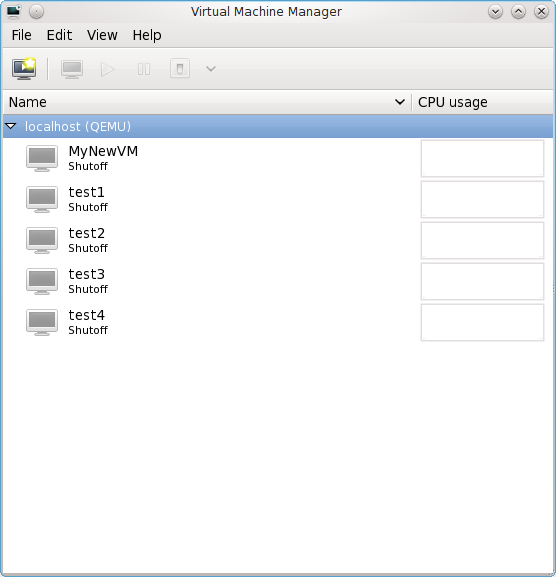 Virtual Machine Manager
File Edit View Help
Name CPU usage
localhost (QEMU)
MyNewVM
Shutoff
test1
Shutoff
test2
Shutoff
test3
Shutoff
test4
Shutoff